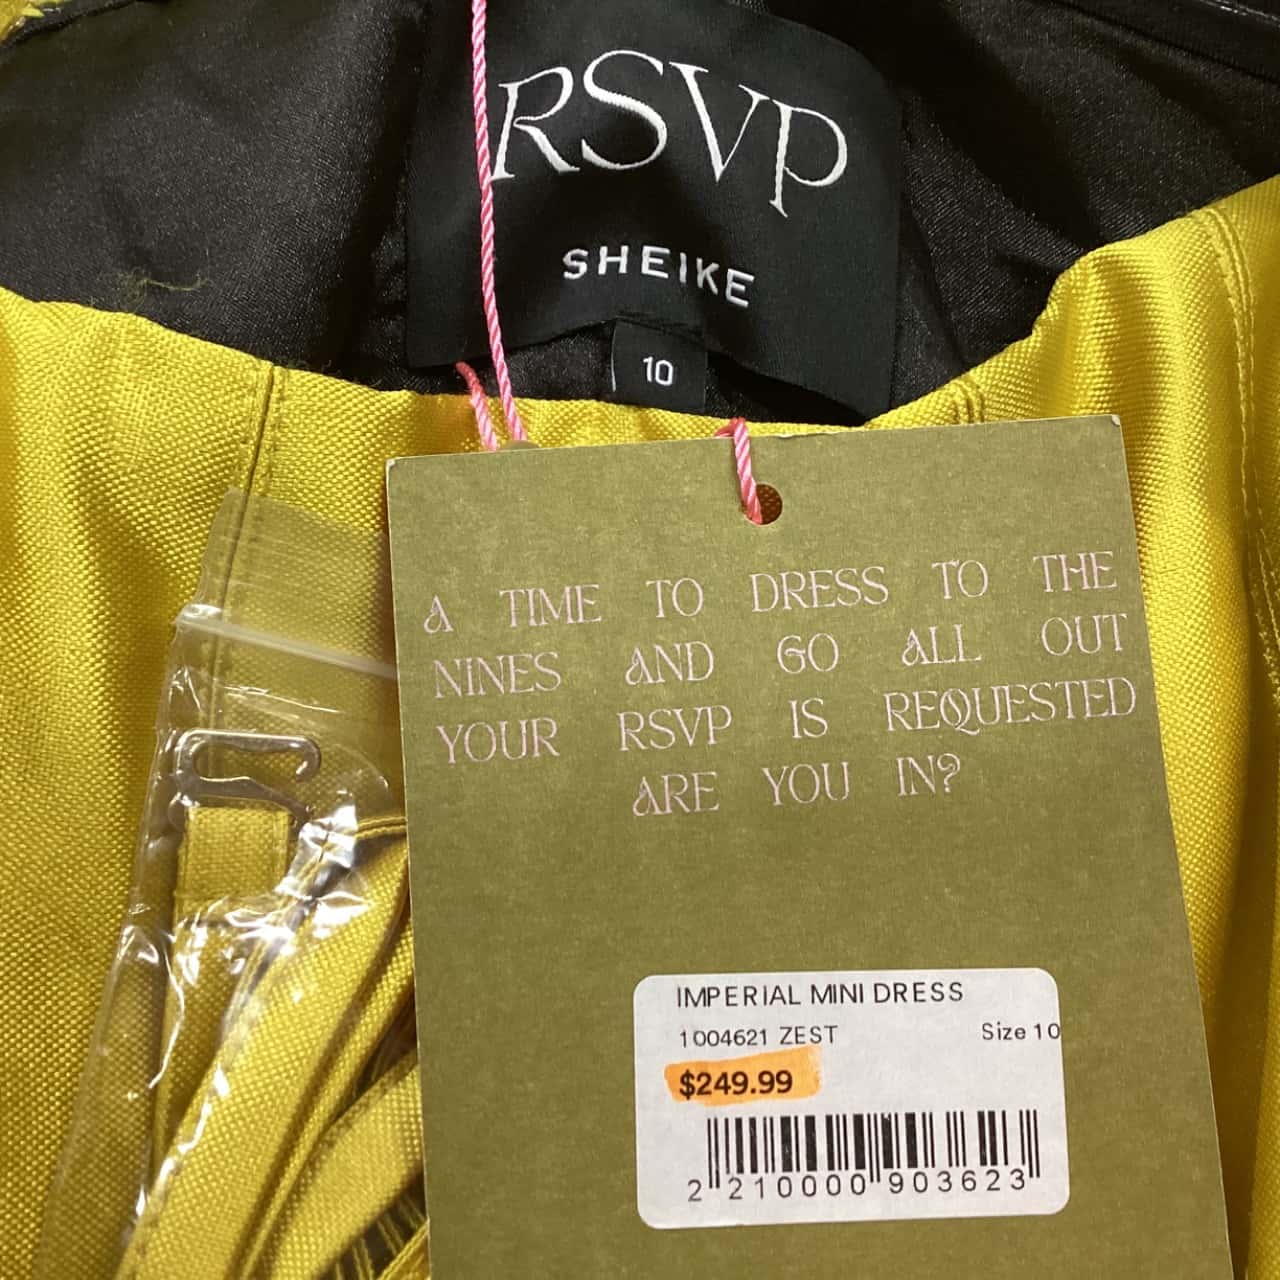 RSVP
SHEIKE
10
A TIME TO DRESS TO THE
NINES AND GO ALL OUT
YOUR RSVP IS REQUESTED
ARE YOU IN?
IMPERIAL MINI DRESS
1004621 ZEST Size 10
$249.99
2 210000 903623